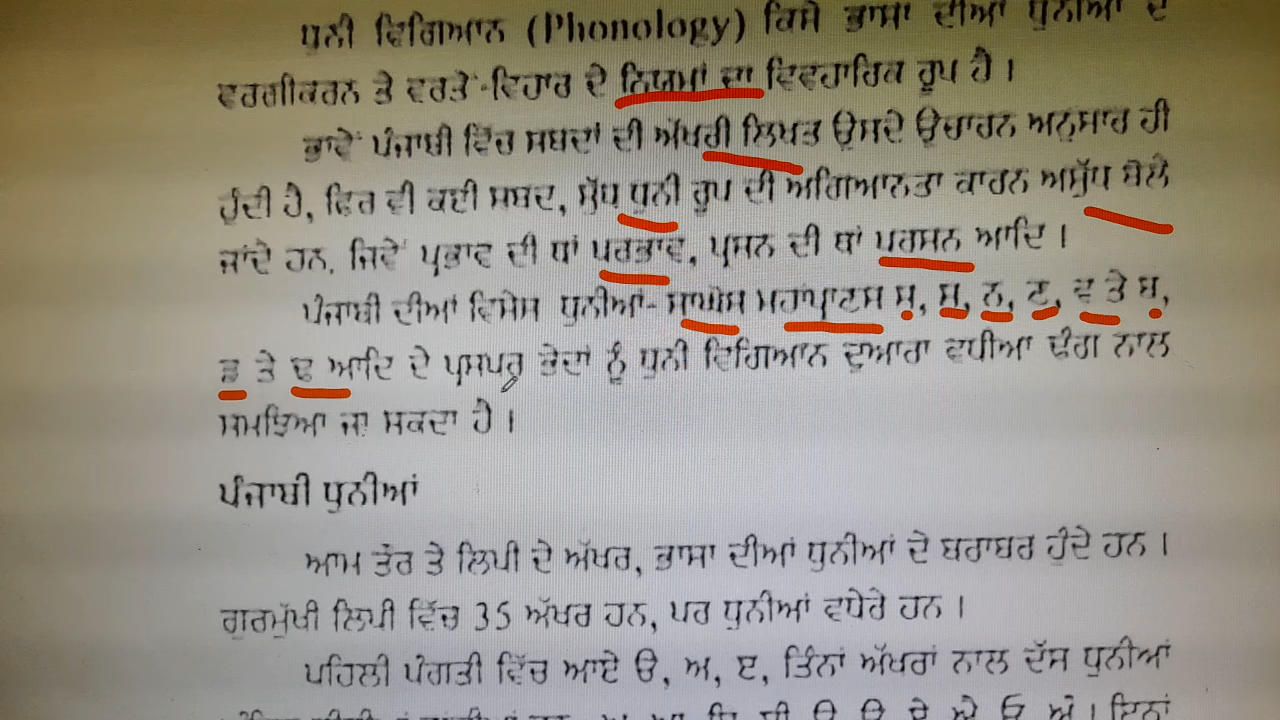 ਧੁਨੀ ਵਿਗਿਆਨ (Phonology) ਕਿਸੇ ਭਾਸ਼ਾ ਦੀਆਂ ਧੁਨੀਆਂ ਦੇ
ਵਰਗੀਕਰਨ ਤੇ ਵਰਤੋਂ-ਵਿਹਾਰ ਦੇ ਨਿਯਮਾਂ ਦਾ ਵਿਵਹਾਰਿਕ ਰੂਪ ਹੈ ।
ਭਾਵੇਂ ਪੰਜਾਬੀ ਵਿੱਚ ਸ਼ਬਦਾਂ ਦੀ ਅੱਖਰੀ ਲਿਖਤ ਉਸਦੇ ਉਚਾਰਨ ਅਨੁਸਾਰ ਹੀ
ਹੁੰਦੀ ਹੈ, ਫਿਰ ਵੀ ਕਈ ਸ਼ਬਦ, ਸ਼ੁੱਧ ਧੁਨੀ ਰੂਪ ਦੀ ਅਗਿਆਨਤਾ ਕਾਰਨ ਅਸ਼ੁੱਧ ਬੋਲੇ
ਜਾਂਦੇ ਹਨ, ਜਿਵੇਂ ਪ੍ਰਭਾਵ ਦੀ ਥਾਂ ਪਰਭਾਵ, ਪ੍ਰਸ਼ਨ ਦੀ ਥਾਂ ਪਰਸ਼ਨ ਆਦਿ ।
ਪੰਜਾਬੀ ਦੀਆਂ ਵਿਸ਼ੇਸ਼ ਧੁਨੀਆਂ- ਸਾਘੋਸ਼ ਮਹਾਂਪ੍ਰਾਣਸ ਸ਼, ਸ, ਨ, ਣ, ਵ ਤੇ ਬ,
ੜ ਤੇ ਢ ਆਦਿ ਦੇ ਪ੍ਰਸਪਰ ਭੇਦਾਂ ਨੂੰ ਧੁਨੀ ਵਿਗਿਆਨ ਦੁਆਰਾ ਵਧੀਆ ਢੰਗ ਨਾਲ
ਸਮਝਿਆ ਜਾ ਸਕਦਾ ਹੈ ।
ਪੰਜਾਬੀ ਧੁਨੀਆਂ
ਆਮ ਤੌਰ ਤੇ ਲਿਪੀ ਦੇ ਅੱਖਰ, ਭਾਸ਼ਾ ਦੀਆਂ ਧੁਨੀਆਂ ਦੇ ਬਰਾਬਰ ਹੁੰਦੇ ਹਨ ।
ਗੁਰਮੁੱਖੀ ਲਿਪੀ ਵਿੱਚ 35 ਅੱਖਰ ਹਨ, ਪਰ ਧੁਨੀਆਂ ਵਧੇਰੇ ਹਨ ।
ਪਹਿਲੀ ਪੰਗਤੀ ਵਿੱਚ ਆਏ ੳ, ਅ, ੲ, ਤਿੰਨਾਂ ਅੱਖਰਾਂ ਨਾਲ ਦੱਸ ਧੁਨੀਆਂ